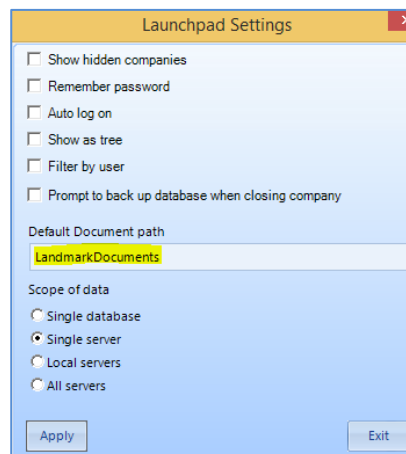 Launchpad Settings
Show hidden companies
Remember password
Auto log on
Show as tree
Filter by user
Prompt to back up database when closing company
Default Document path
LandmarkDocuments
Scope of data
Single database
Single server
Local servers
All servers
Apply
Exit